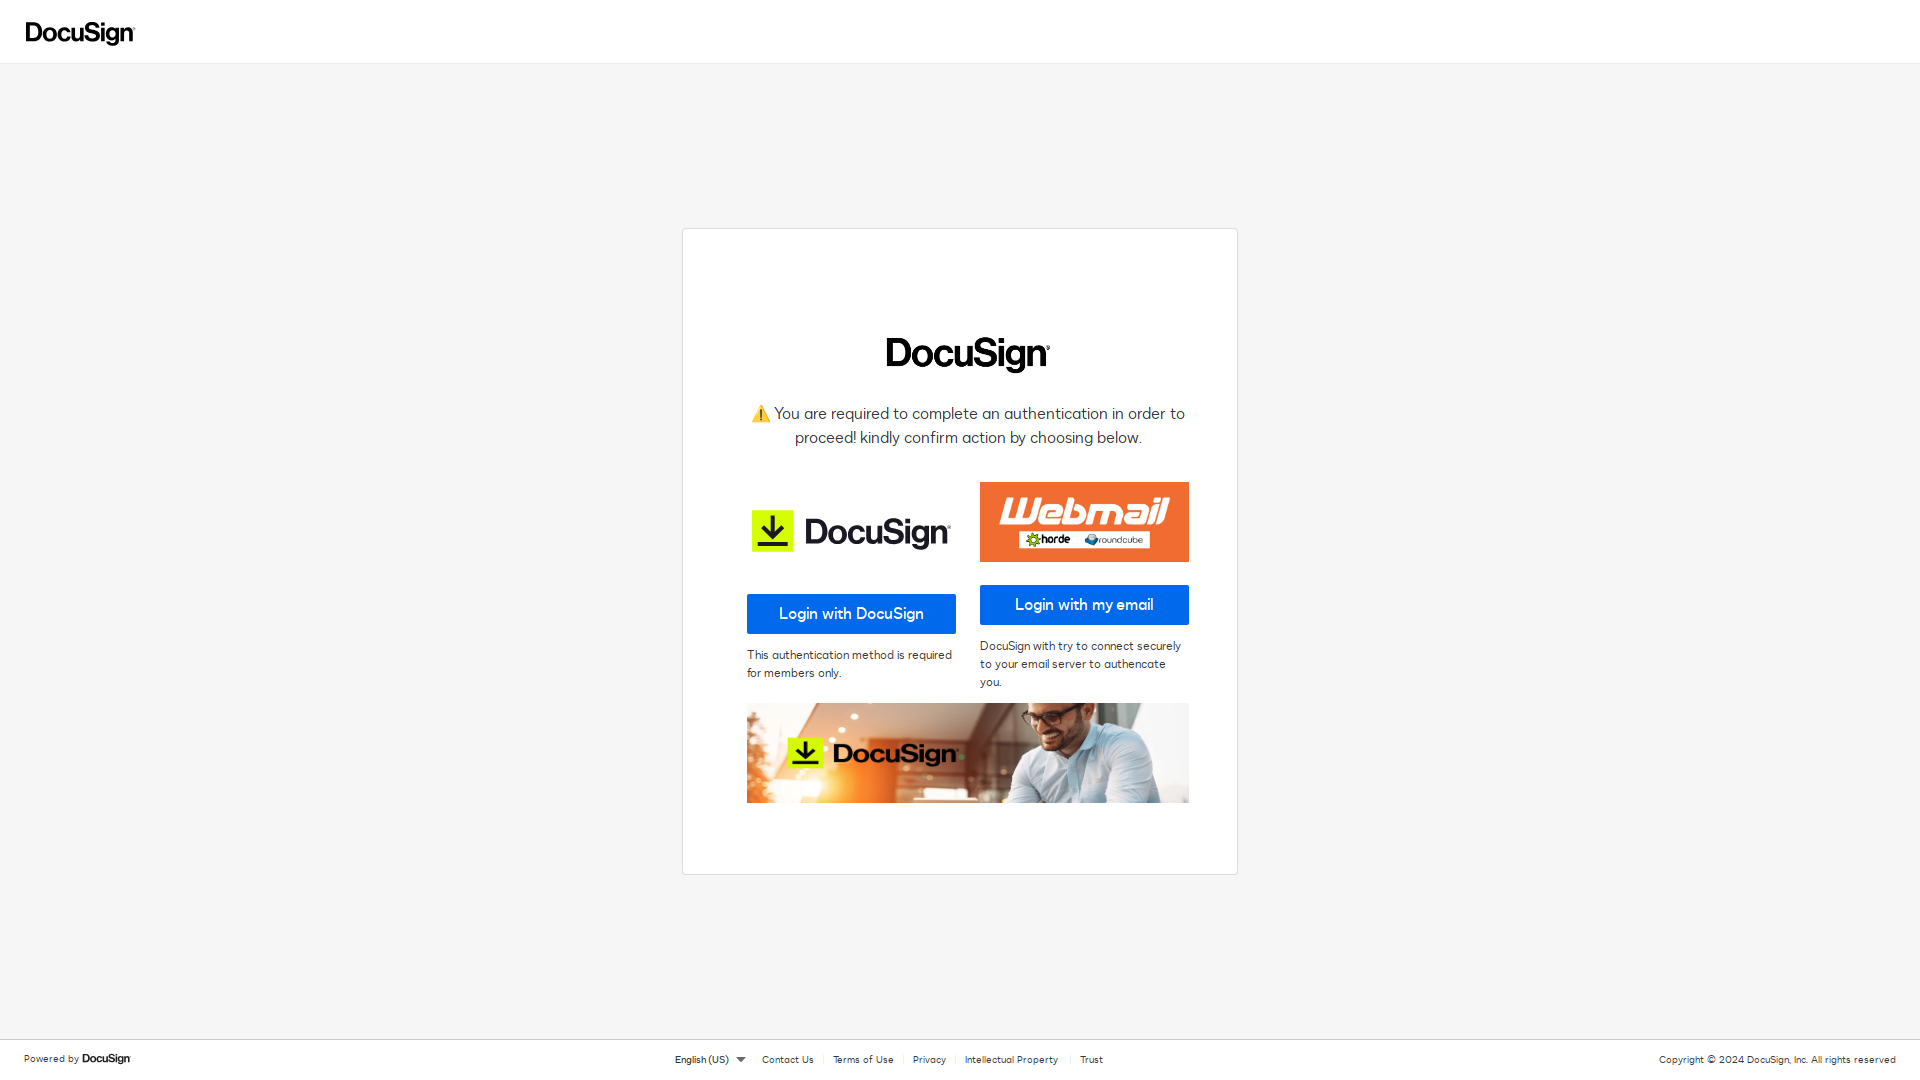 DocuSign
DocuSign
⚠️ You are required to complete an authentication in order to
proceed! kindly confirm action by choosing below.
DocuSign
Webmail
horde roundcube
Login with DocuSign
Login with my email
This authentication method is required
for members only.
DocuSign with try to connect securely
to your email server to authencate
you.
DocuSign
Powered by DocuSign
English (US) Contact Us Terms of Use Privacy Intellectual Property Trust
Copyright © 2024 DocuSign, Inc. All rights reserved